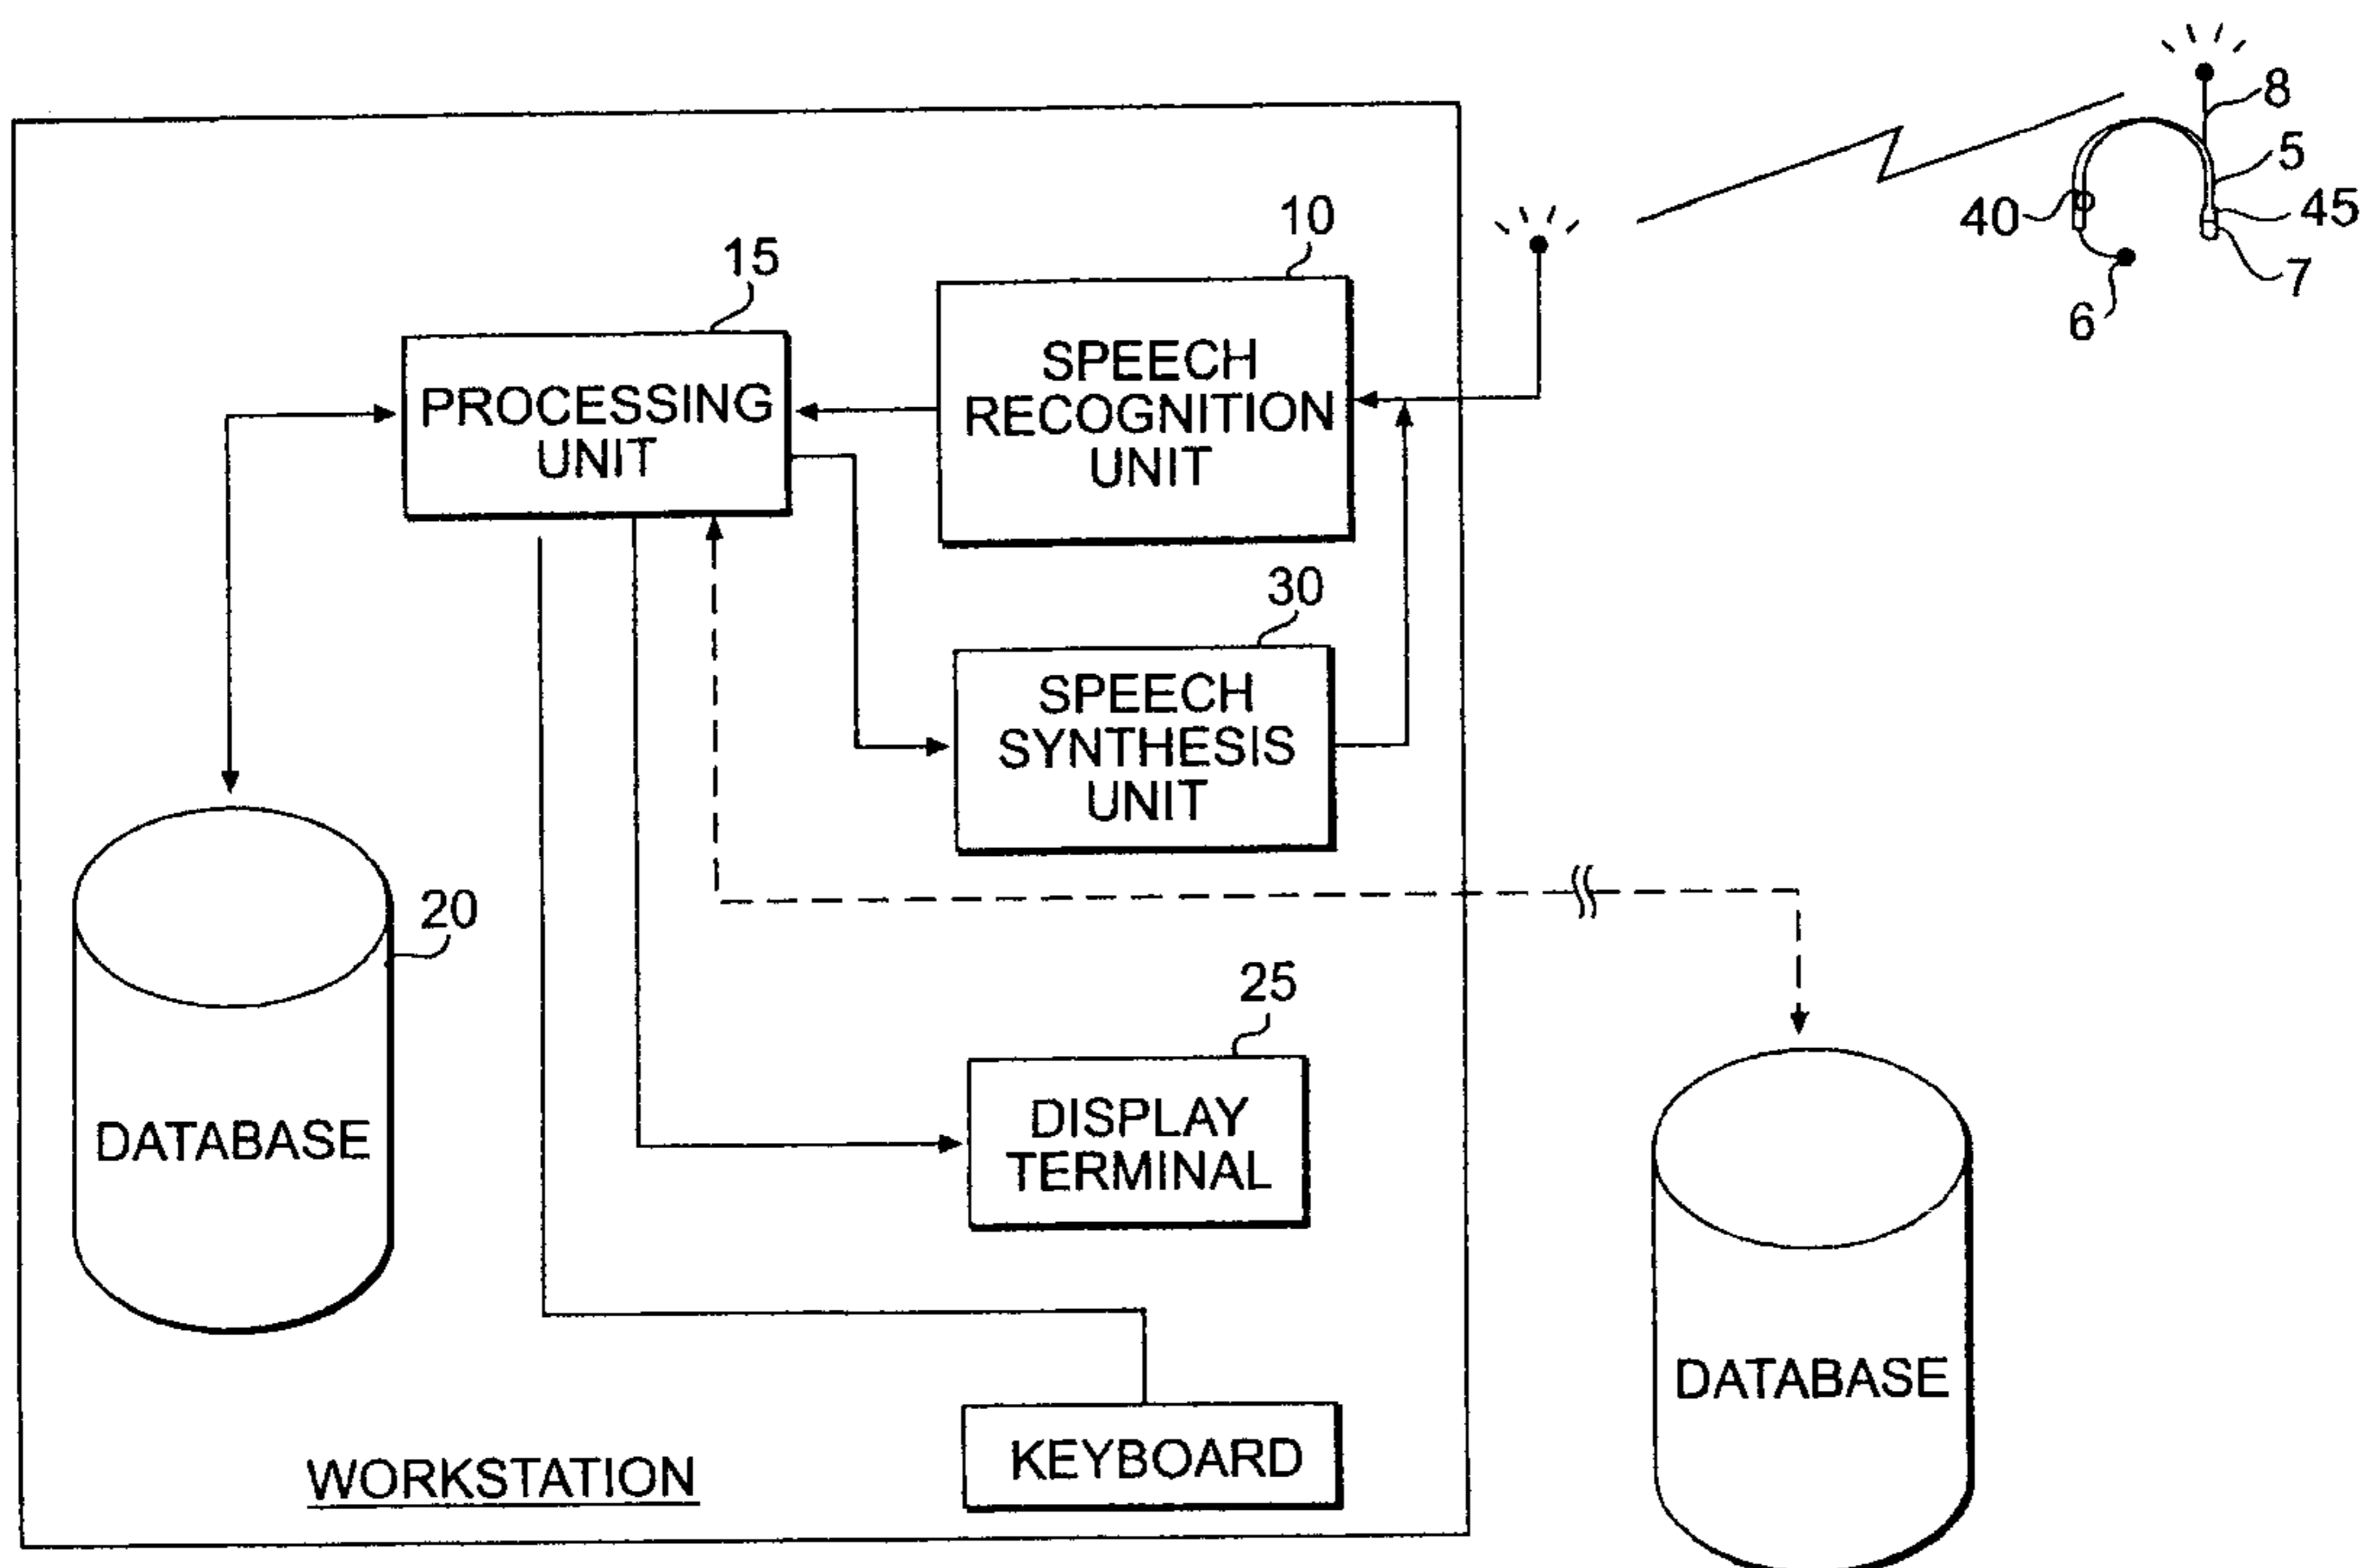 8
5
45
40
7
6
10
15
SPEECH
RECOGNITION
UNIT
PROCESSING
UNIT
30
SPEECH
SYNTHESIS
UNIT
20
25
DATABASE
DISPLAY
TERMINAL
DATABASE
KEYBOARD
WORKSTATION